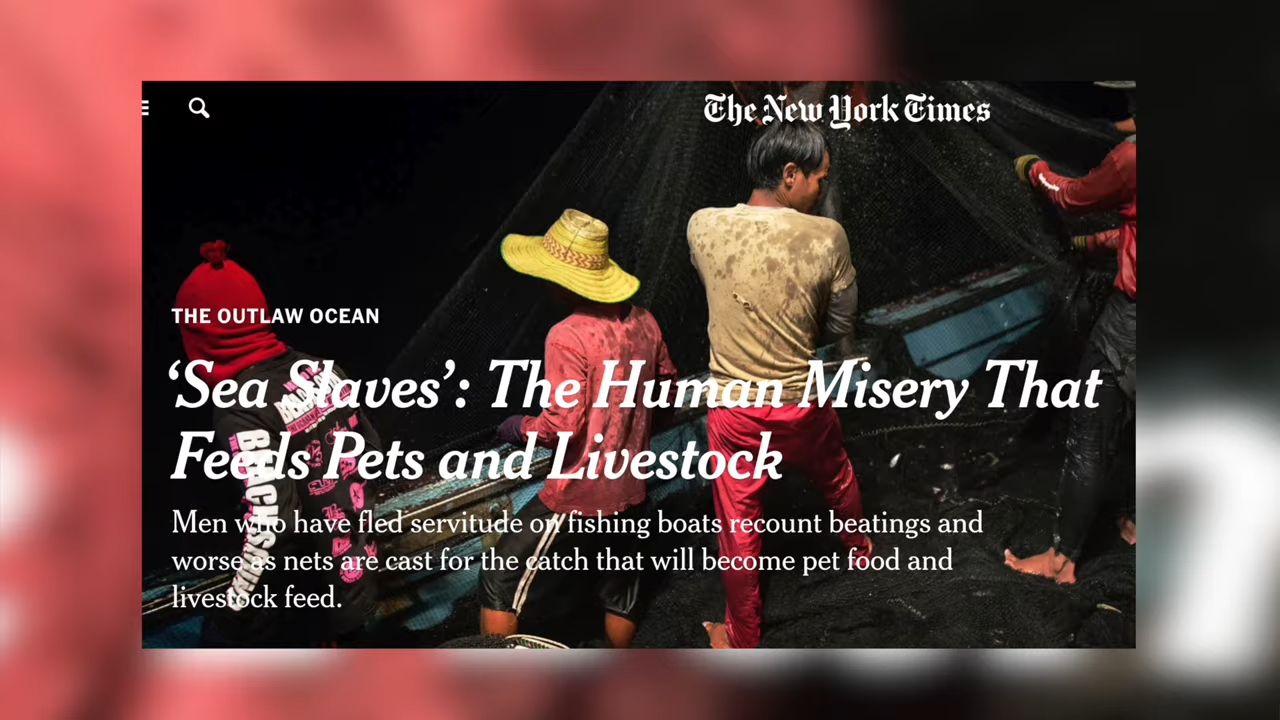 The New York Times
THE OUTLAW OCEAN
‘Sea Slaves’: The Human Misery That
Feeds Pets and Livestock
Men who have fled servitude on fishing boats recount beatings and
worse as nets are cast for the catch that will become pet food and
livestock feed.